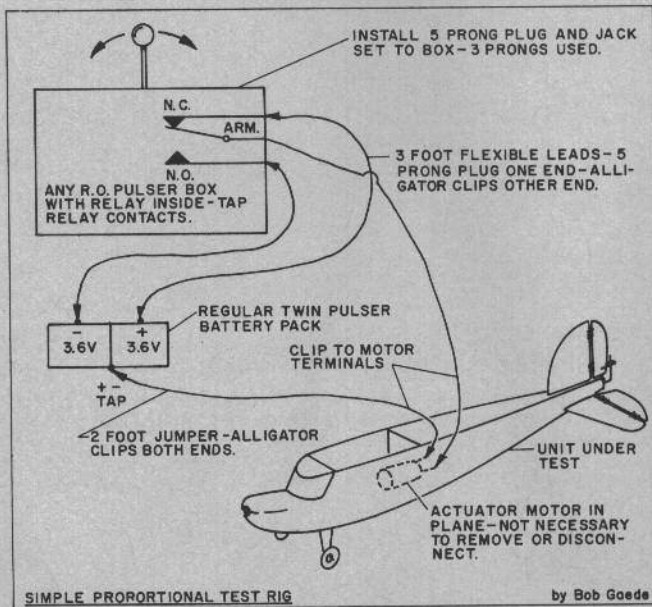 INSTALL 5 PRONG PLUG AND JACK
SET TO BOX-3 PRONGS USED.
N.C.
ARM.
N.O.
ANY R.O. PULSER BOX
WITH RELAY INSIDE-TAP
RELAY CONTACTS.
3 FOOT FLEXIBLE LEADS-5
PRONG PLUG ONE END-ALLI-
GATOR CLIPS OTHER END.
- +
3.6V 3.6V
REGULAR TWIN PULSER
BATTERY PACK
+ -
TAP
CLIP TO MOTOR
TERMINALS
2 FOOT JUMPER-ALLIGATOR
CLIPS BOTH ENDS.
UNIT UNDER
TEST
ACTUATOR MOTOR IN
PLANE-NOT NECESSARY
TO REMOVE OR DISCON-
NECT.
SIMPLE PRORORTIONAL TEST RIG
by Bob Goede